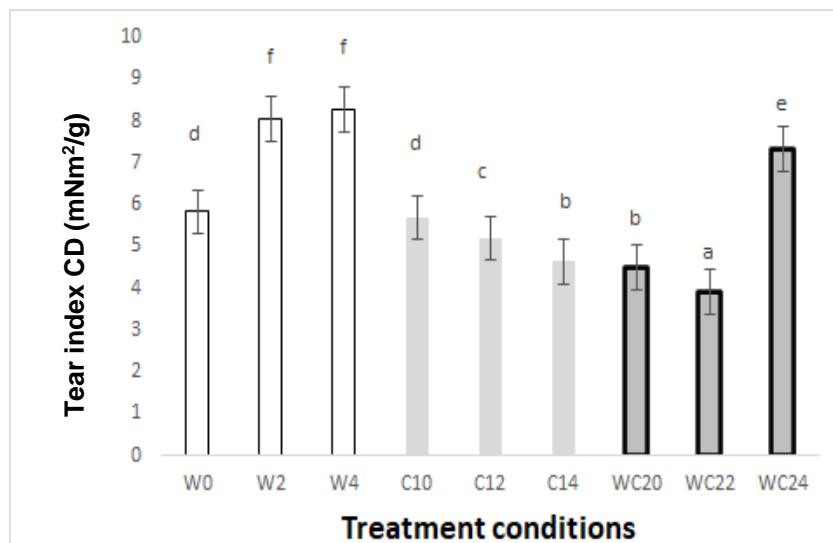 10
9
8
7
6
5
4
3
2
1
0
Tear index CD (mNm²/g)
d
f
f
d
c
b
b
a
e
W0 W2 W4 C10 C12 C14 WC20 WC22 WC24
Treatment conditions